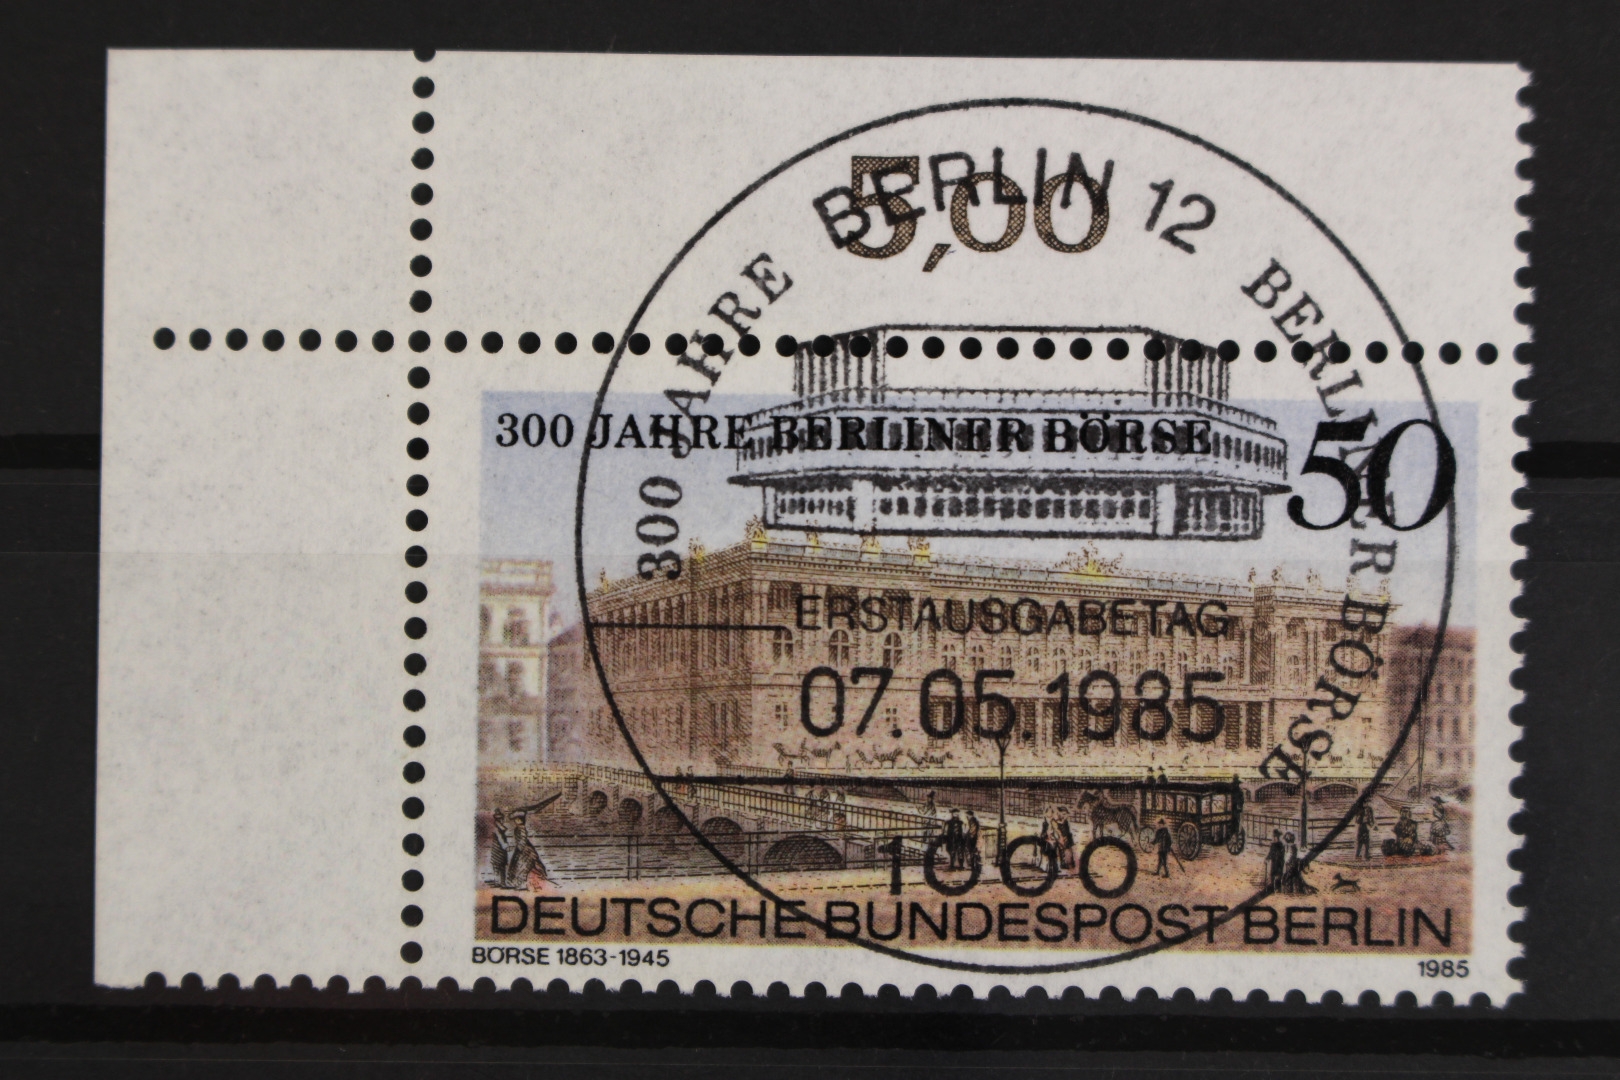 5,00
BERLIN 12
300 JAHRE BERLINER BÖRSE
300 JAHRE BERLINER BÖRSE
50
ERSTAUSGABETAG
07.05.1985
1000
DEUTSCHE BUNDESPOST BERLIN
BÖRSE 1863-1945
1985